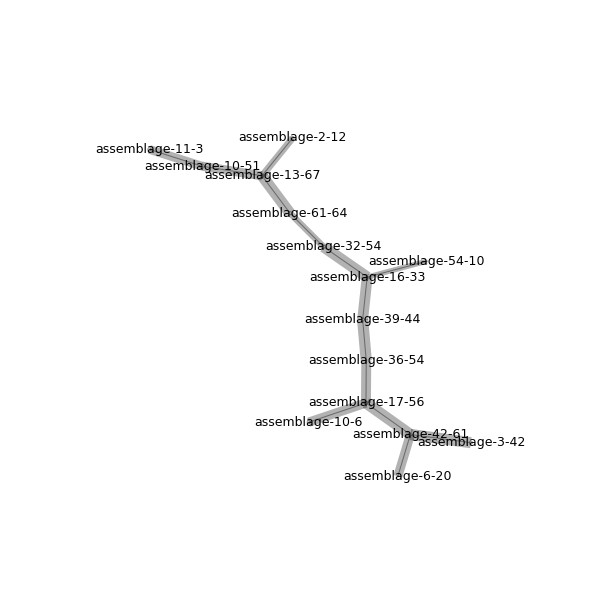 assemblage-2-12
assemblage-11-3
assemblage-10-51
assemblage-13-67
assemblage-61-64
assemblage-32-54
assemblage-54-10
assemblage-16-33
assemblage-39-44
assemblage-36-54
assemblage-17-56
assemblage-10-6
assemblage-42-61
assemblage-3-42
assemblage-6-20